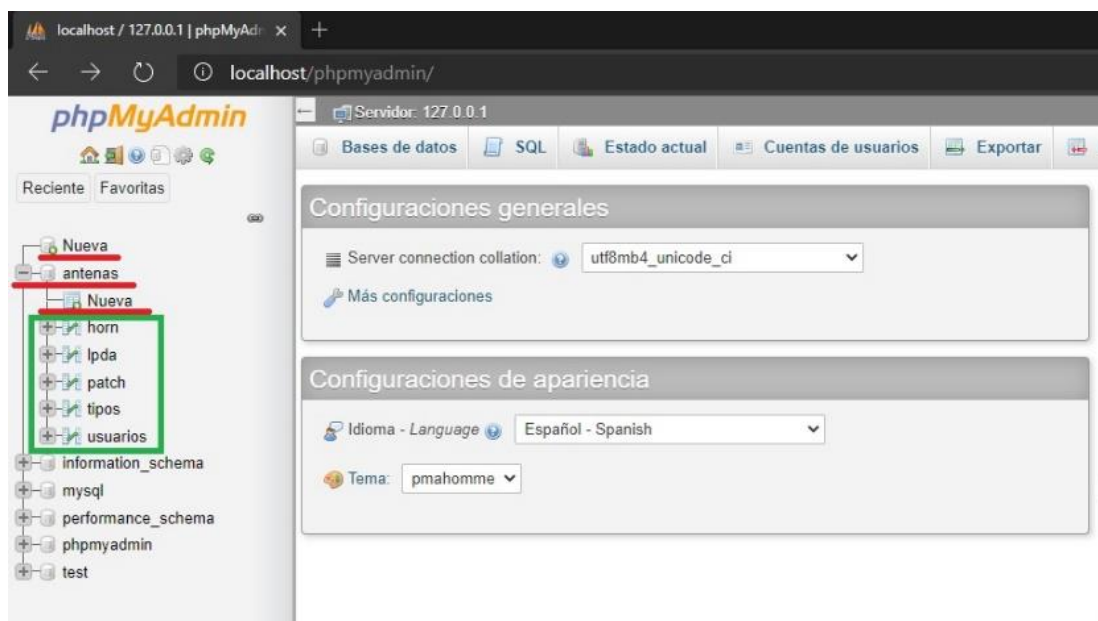 localhost / 127.0.0.1 | phpMyAdm
localhost/phpmyadmin/
phpMyAdmin
Reciente Favoritas
Nueva
antenas
Nueva
horn
lpda
patch
tipos
usuarios
information_schema
mysql
performance_schema
phpmyadmin
test
Servidor: 127.0.0.1
Bases de datos SQL Estado actual Cuentas de usuarios Exportar
Configuraciones generales
Server connection collation: utf8mb4_unicode_ci
Más configuraciones
Configuraciones de apariencia
Idioma - Language Español - Spanish
Tema: pmahomme